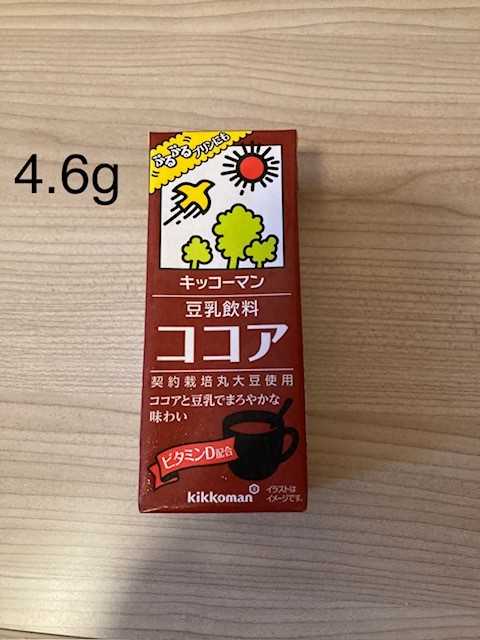 4.6g
ぷるぷるプリンにも
キッコーマン
豆乳飲料
ココア
契約栽培丸大豆使用
ココアと豆乳でまろやかな
味わい
ビタミンD配合
kikkoman
イラストは
イメージです。